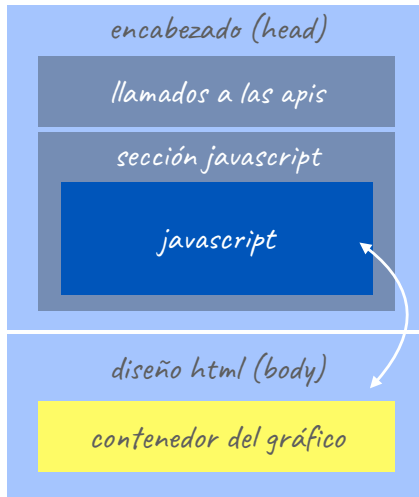 encabezado (head)
llamados a las apis
sección javascript
javascript
diseño html (body)
contenedor del gráfico